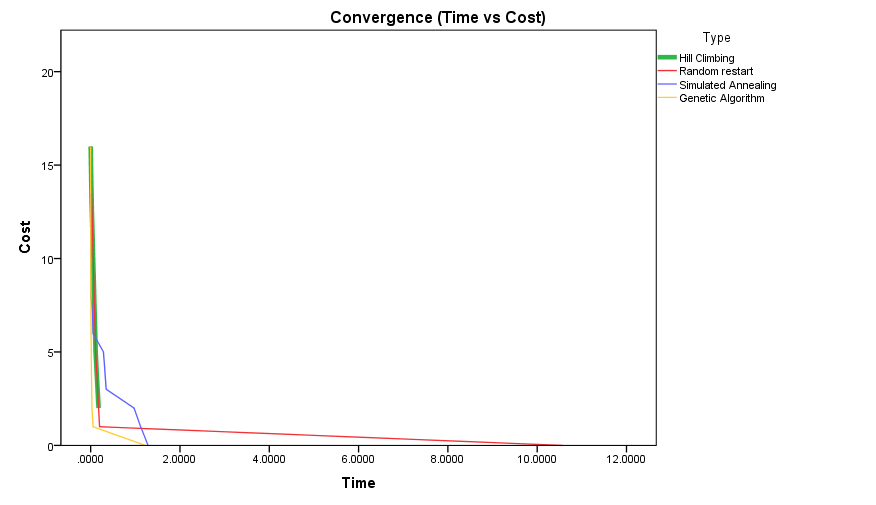 Convergence (Time vs Cost)
Type
Hill Climbing
Random restart
Simulated Annealing
Genetic Algorithm
20
15
10
5
0
Cost
.0000 2.0000 4.0000 6.0000 8.0000 10.0000 12.0000
Time